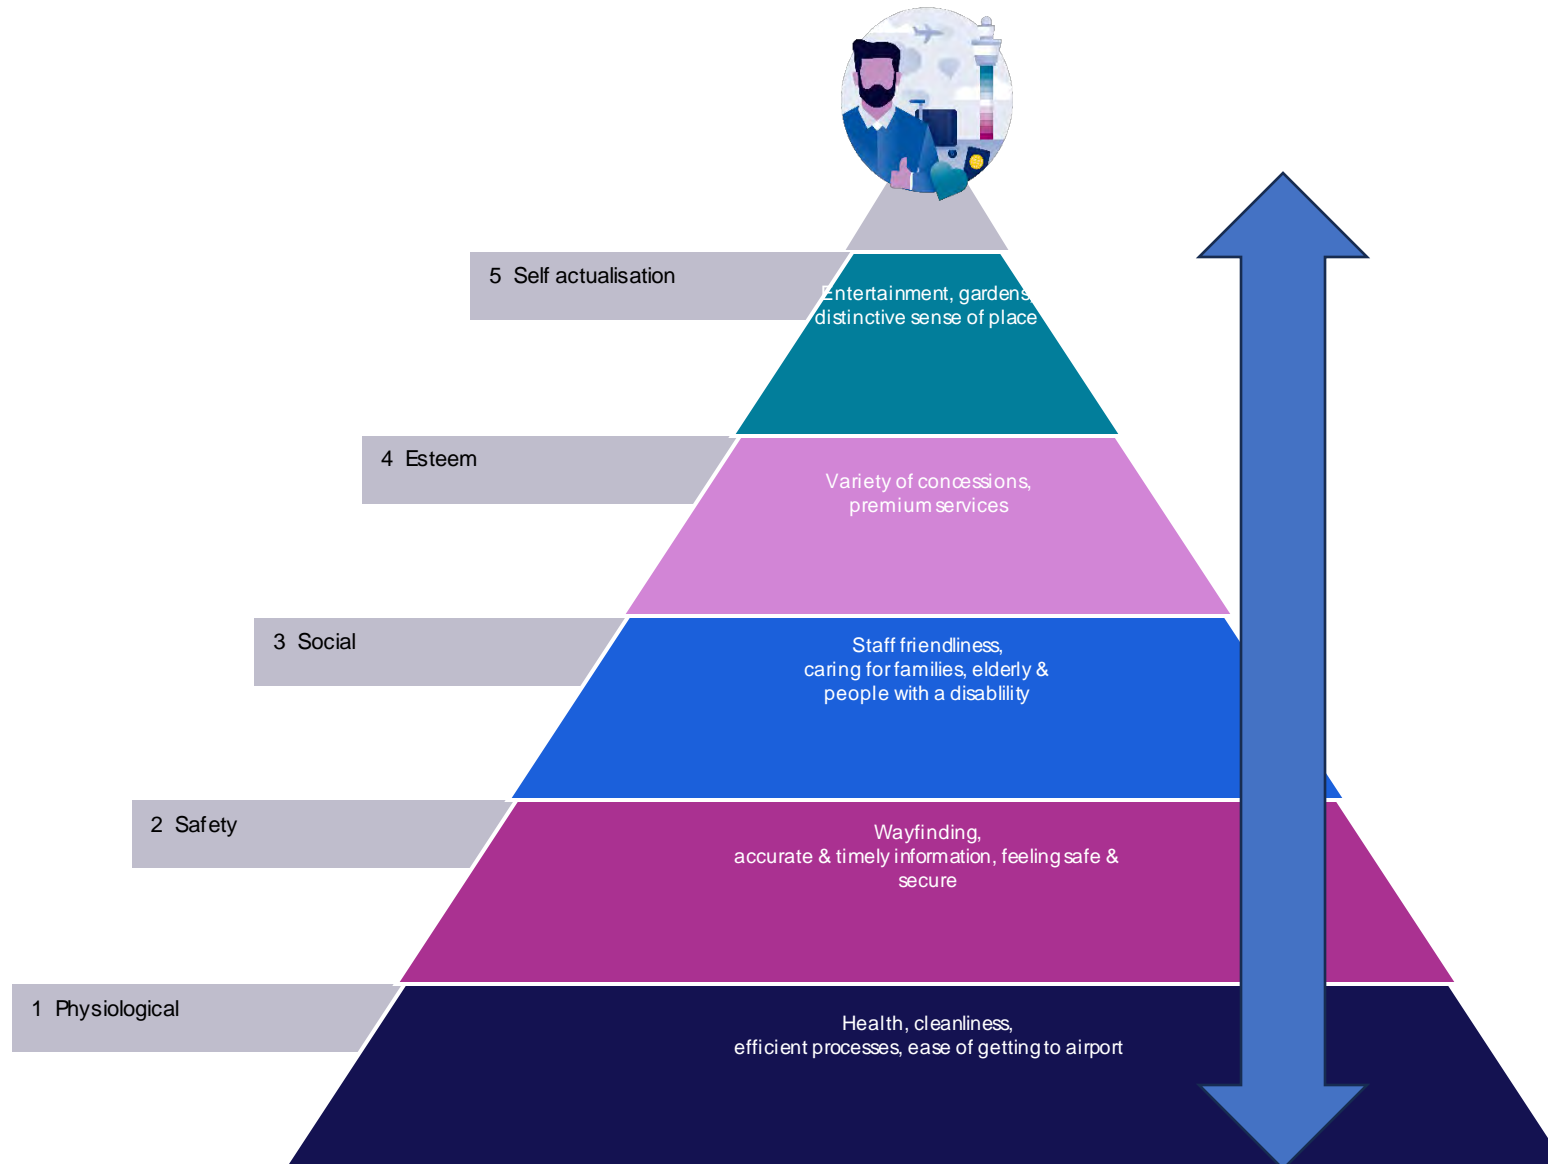 5 Self actualisation
Entertainment, gardens,
distinctive sense of place
4 Esteem
Variety of concessions,
premium services
3 Social
Staff friendliness,
caring for families, elderly &
people with a disablility
2 Safety
Wayfinding,
accurate & timely information, feeling safe &
secure
1 Physiological
Health, cleanliness,
efficient processes, ease of getting to airport